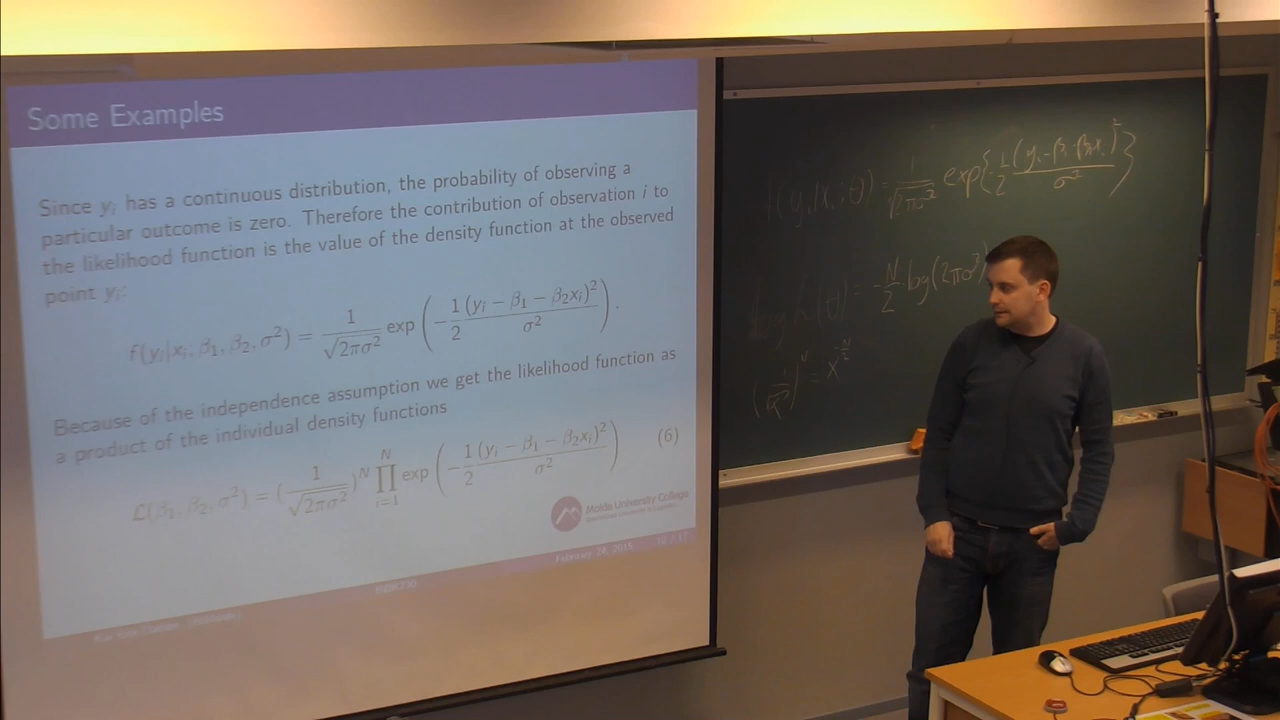 Some Examples
Since yᵢ has a continuous distribution, the probability of observing a
particular outcome is zero. Therefore the contribution of observation i to
the likelihood function is the value of the density function at the observed
point yᵢ:
f(yᵢ|xᵢ, β₁, β₂, σ²) = 1/√(2πσ²) exp(−1/2 (yᵢ − β₁ − β₂xᵢ)²/σ²).
Because of the independence assumption we get the likelihood function as
a product of the individual density functions
ℒ(β₁, β₂, σ²) = (1/√(2πσ²))ᴺ ∏ᵢ₌₁ᴺ exp(−1/2 (yᵢ − β₁ − β₂xᵢ)²/σ²) (6)
Molde University College
February 24, 2015 10 / 17
f(yᵢ|xᵢ;θ) = 1/√(2πσ²) exp{−1/2 (yᵢ−β₁−β₂xᵢ)²/σ²}
log L(θ) = −N/2 log(2πσ²)